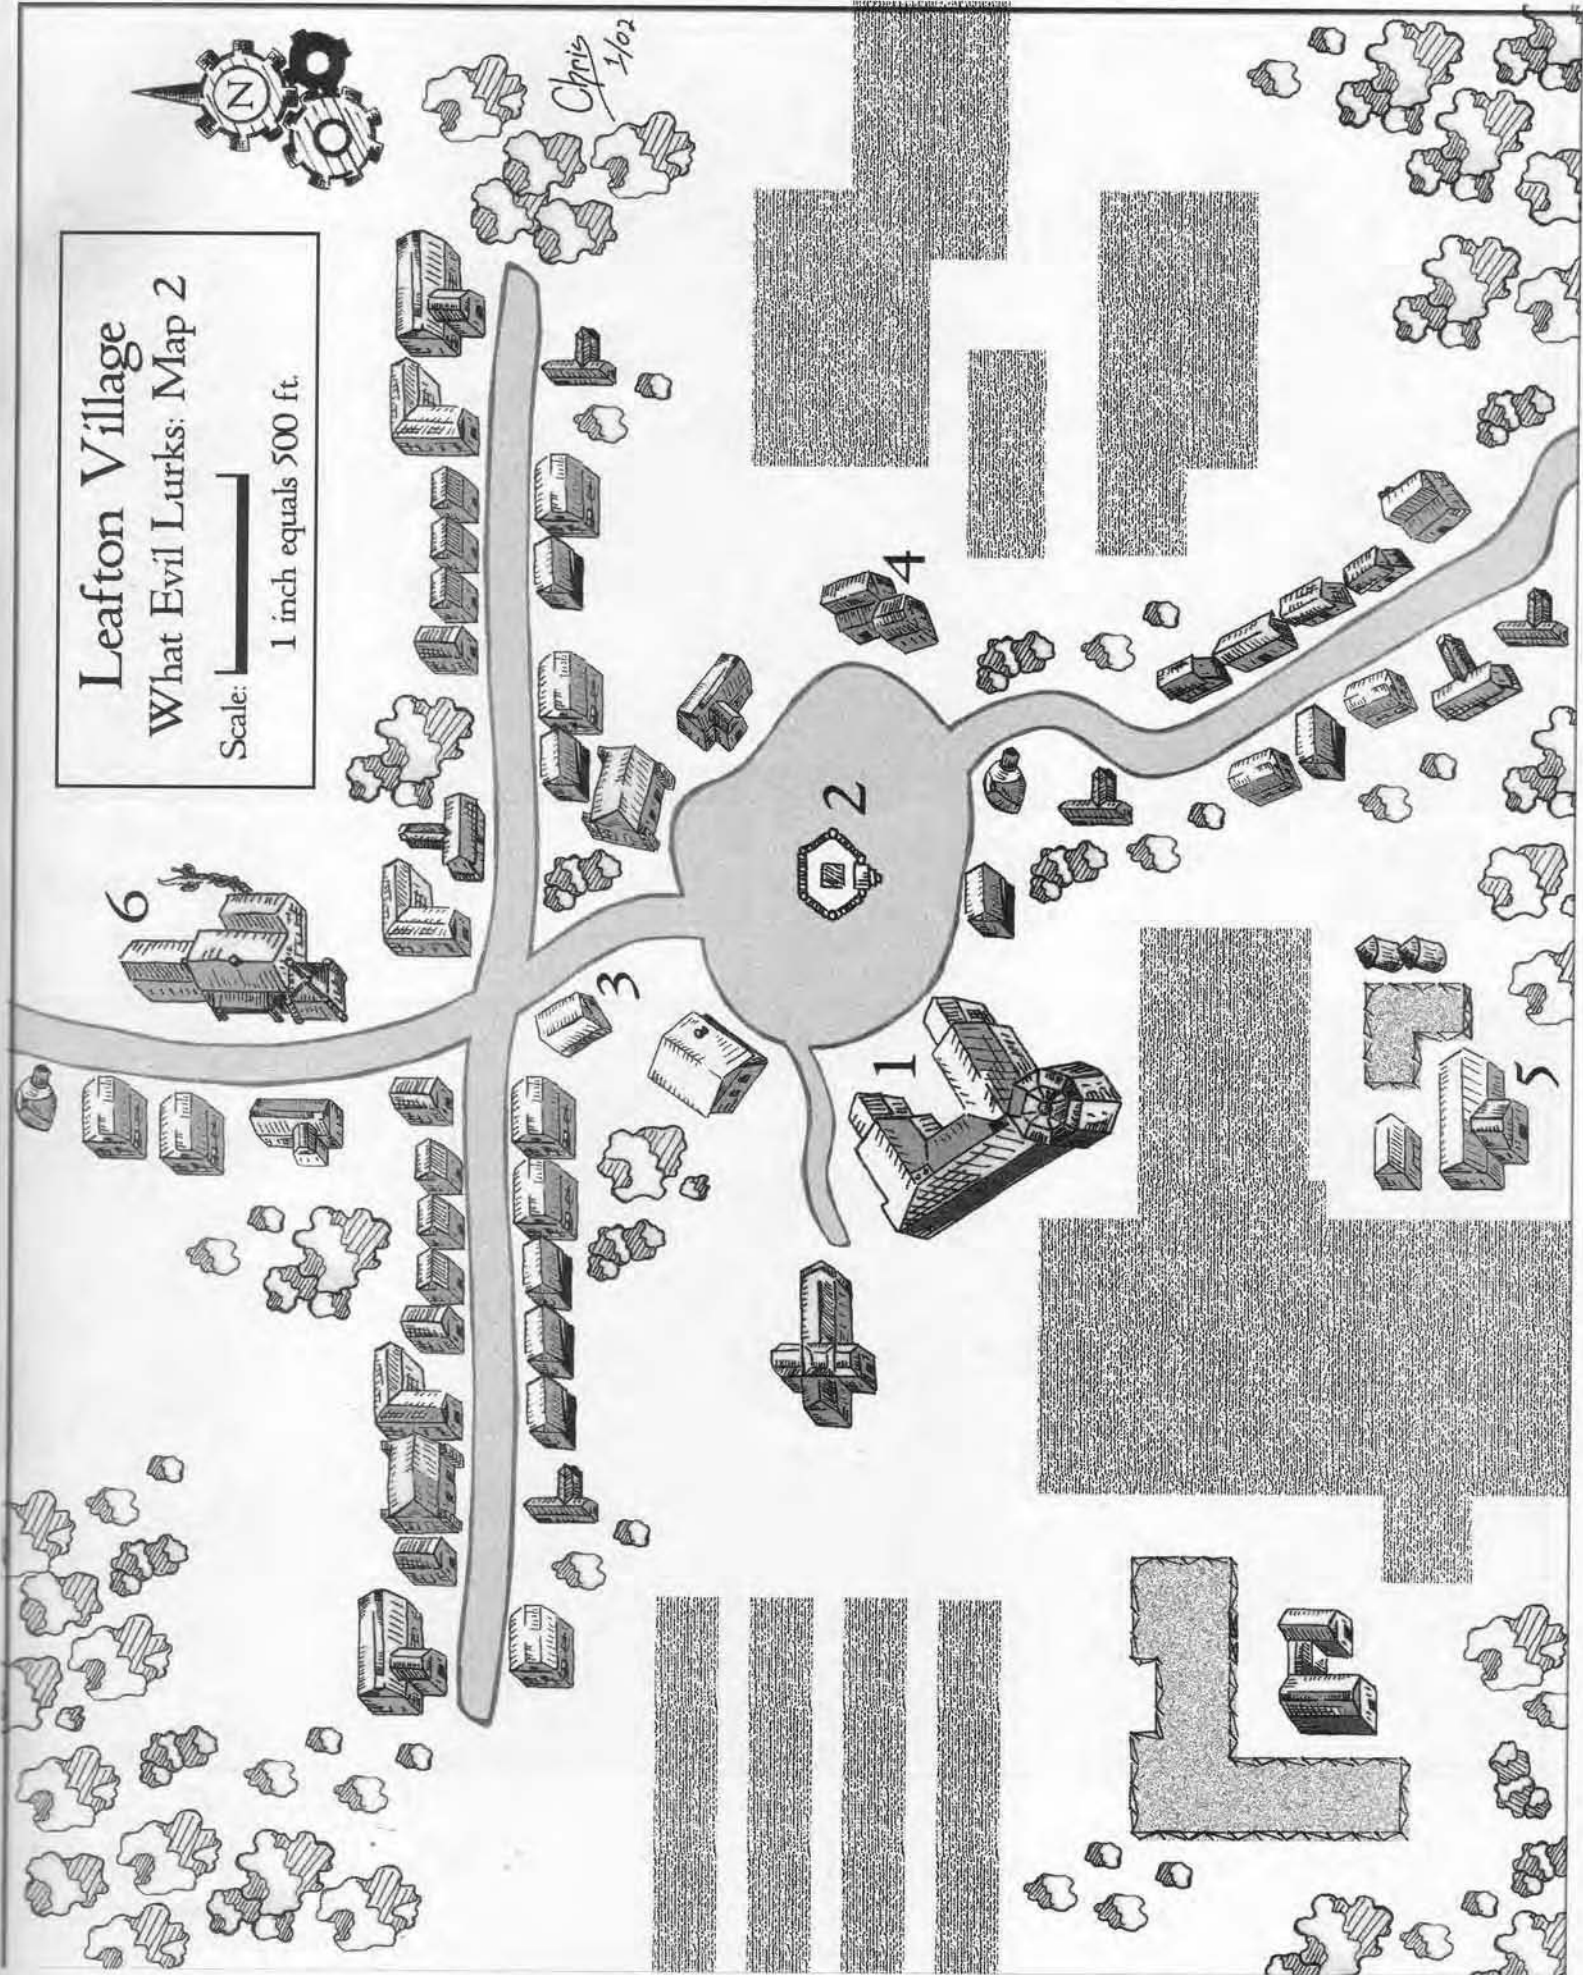 Leafton Village
What Evil Lurks: Map 2
Scale:
1 inch equals 500 ft.
N
Chris
1/02
6
3
2
4
1
5